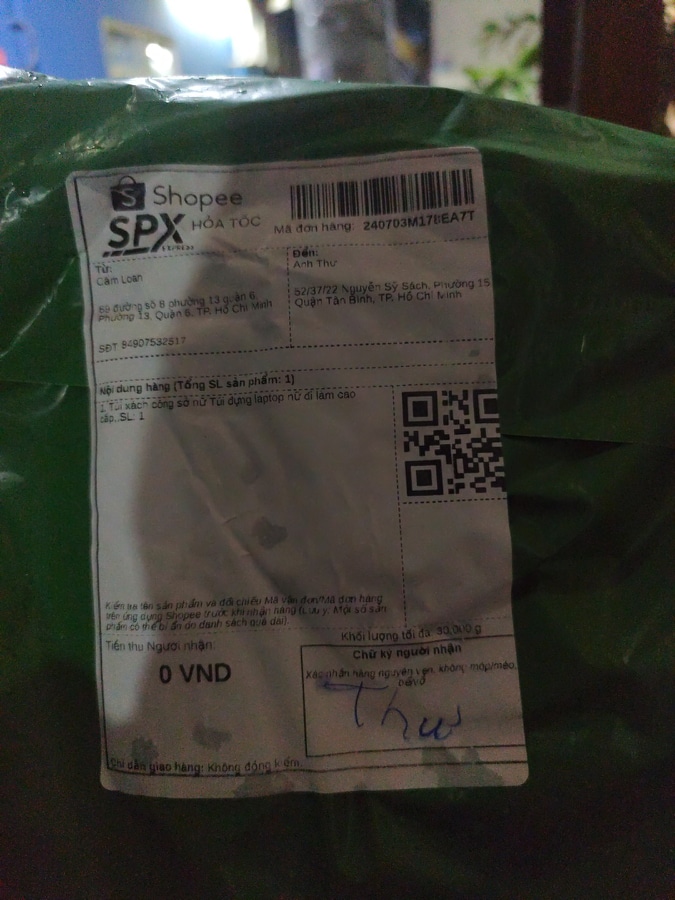 Shopee
SPX HỎA TỐC
EXPRESS
Mã đơn hàng: 240703M17BEA7T
Từ:
Cẩm Loan
59 đường số 8 phường 13 quận 6,
Phường 13, Quận 6, TP. Hồ Chí Minh
SĐT 84907532517
Đến:
Anh Thư
52/37/22 Nguyễn Sỹ Sách, Phường 15
Quận Tân Bình, TP. Hồ Chí Minh
Nội dung hàng (Tổng SL sản phẩm: 1)
1. Túi xách công sở nữ Túi đựng laptop nữ đi làm cao
cấp..SL: 1
Kiểm tra tên sản phẩm và đối chiếu Mã vận đơn/Mã đơn hàng
trên ứng dụng Shopee trước khi nhận hàng (Lưu ý: Một số sản
phẩm có thể bị ẩn do danh sách quá dài).
Khối lượng tối đa: 30,000 g
Tiền thu Người nhận:
0 VND
Chữ ký người nhận
Xác nhận hàng nguyên vẹn, không móp/méo,
bể/vỡ
Thư
Chỉ dẫn giao hàng: Không đồng kiểm